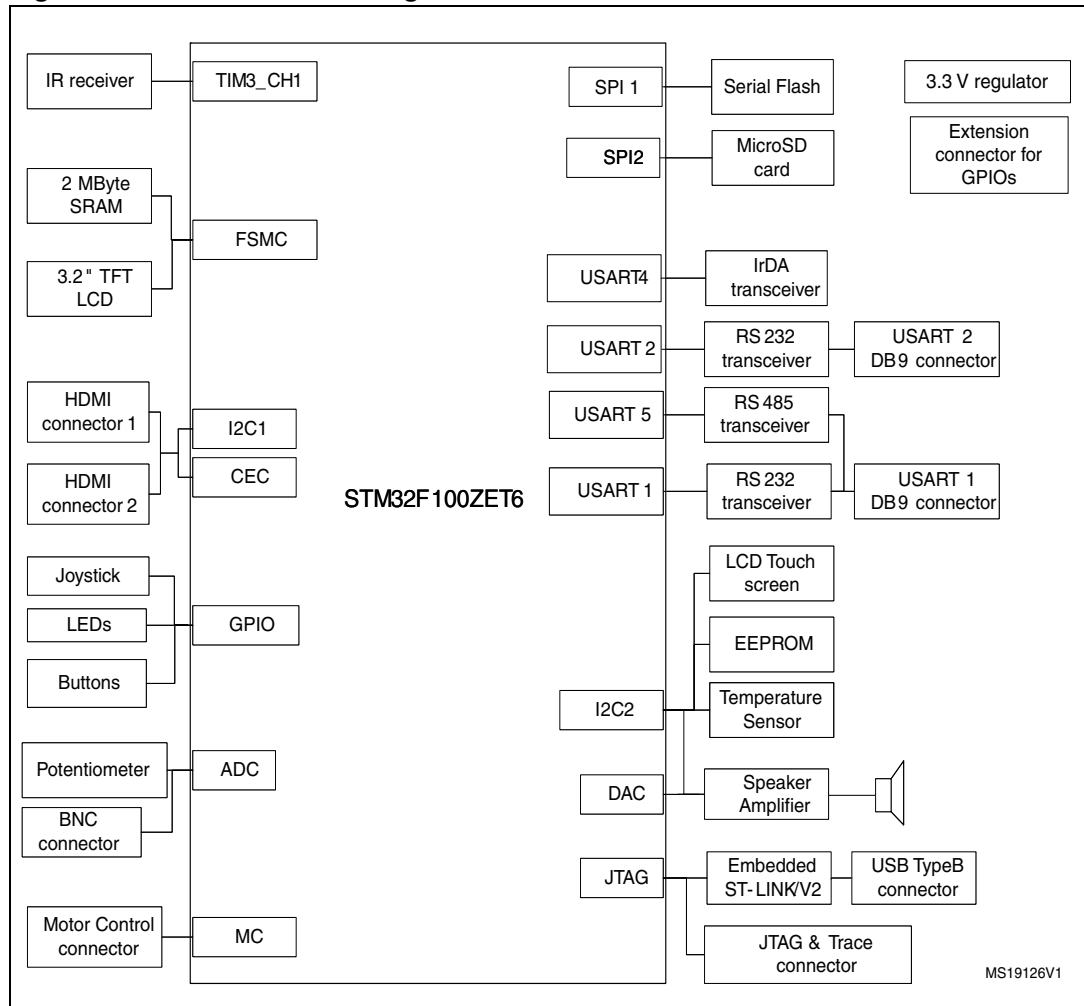 IR receiver
TIM3_CH1
2 MByte
SRAM
FSMC
3.2" TFT
LCD
HDMI
connector 1
I2C1
CEC
HDMI
connector 2
Joystick
LEDs
GPIO
Buttons
Potentiometer
ADC
BNC
connector
Motor Control
connector
MC
STM32F100ZET6
SPI 1
Serial Flash
SPI2
MicroSD
card
USART4
IrDA
transceiver
USART 2
RS 232
transceiver
USART 2
DB9 connector
USART 5
RS 485
transceiver
USART 1
RS 232
transceiver
USART 1
DB9 connector
LCD Touch
screen
EEPROM
I2C2
Temperature
Sensor
DAC
Speaker
Amplifier
JTAG
Embedded
ST-LINK/V2
USB TypeB
connector
JTAG & Trace
connector
3.3 V regulator
Extension
connector for
GPIOs
MS19126V1